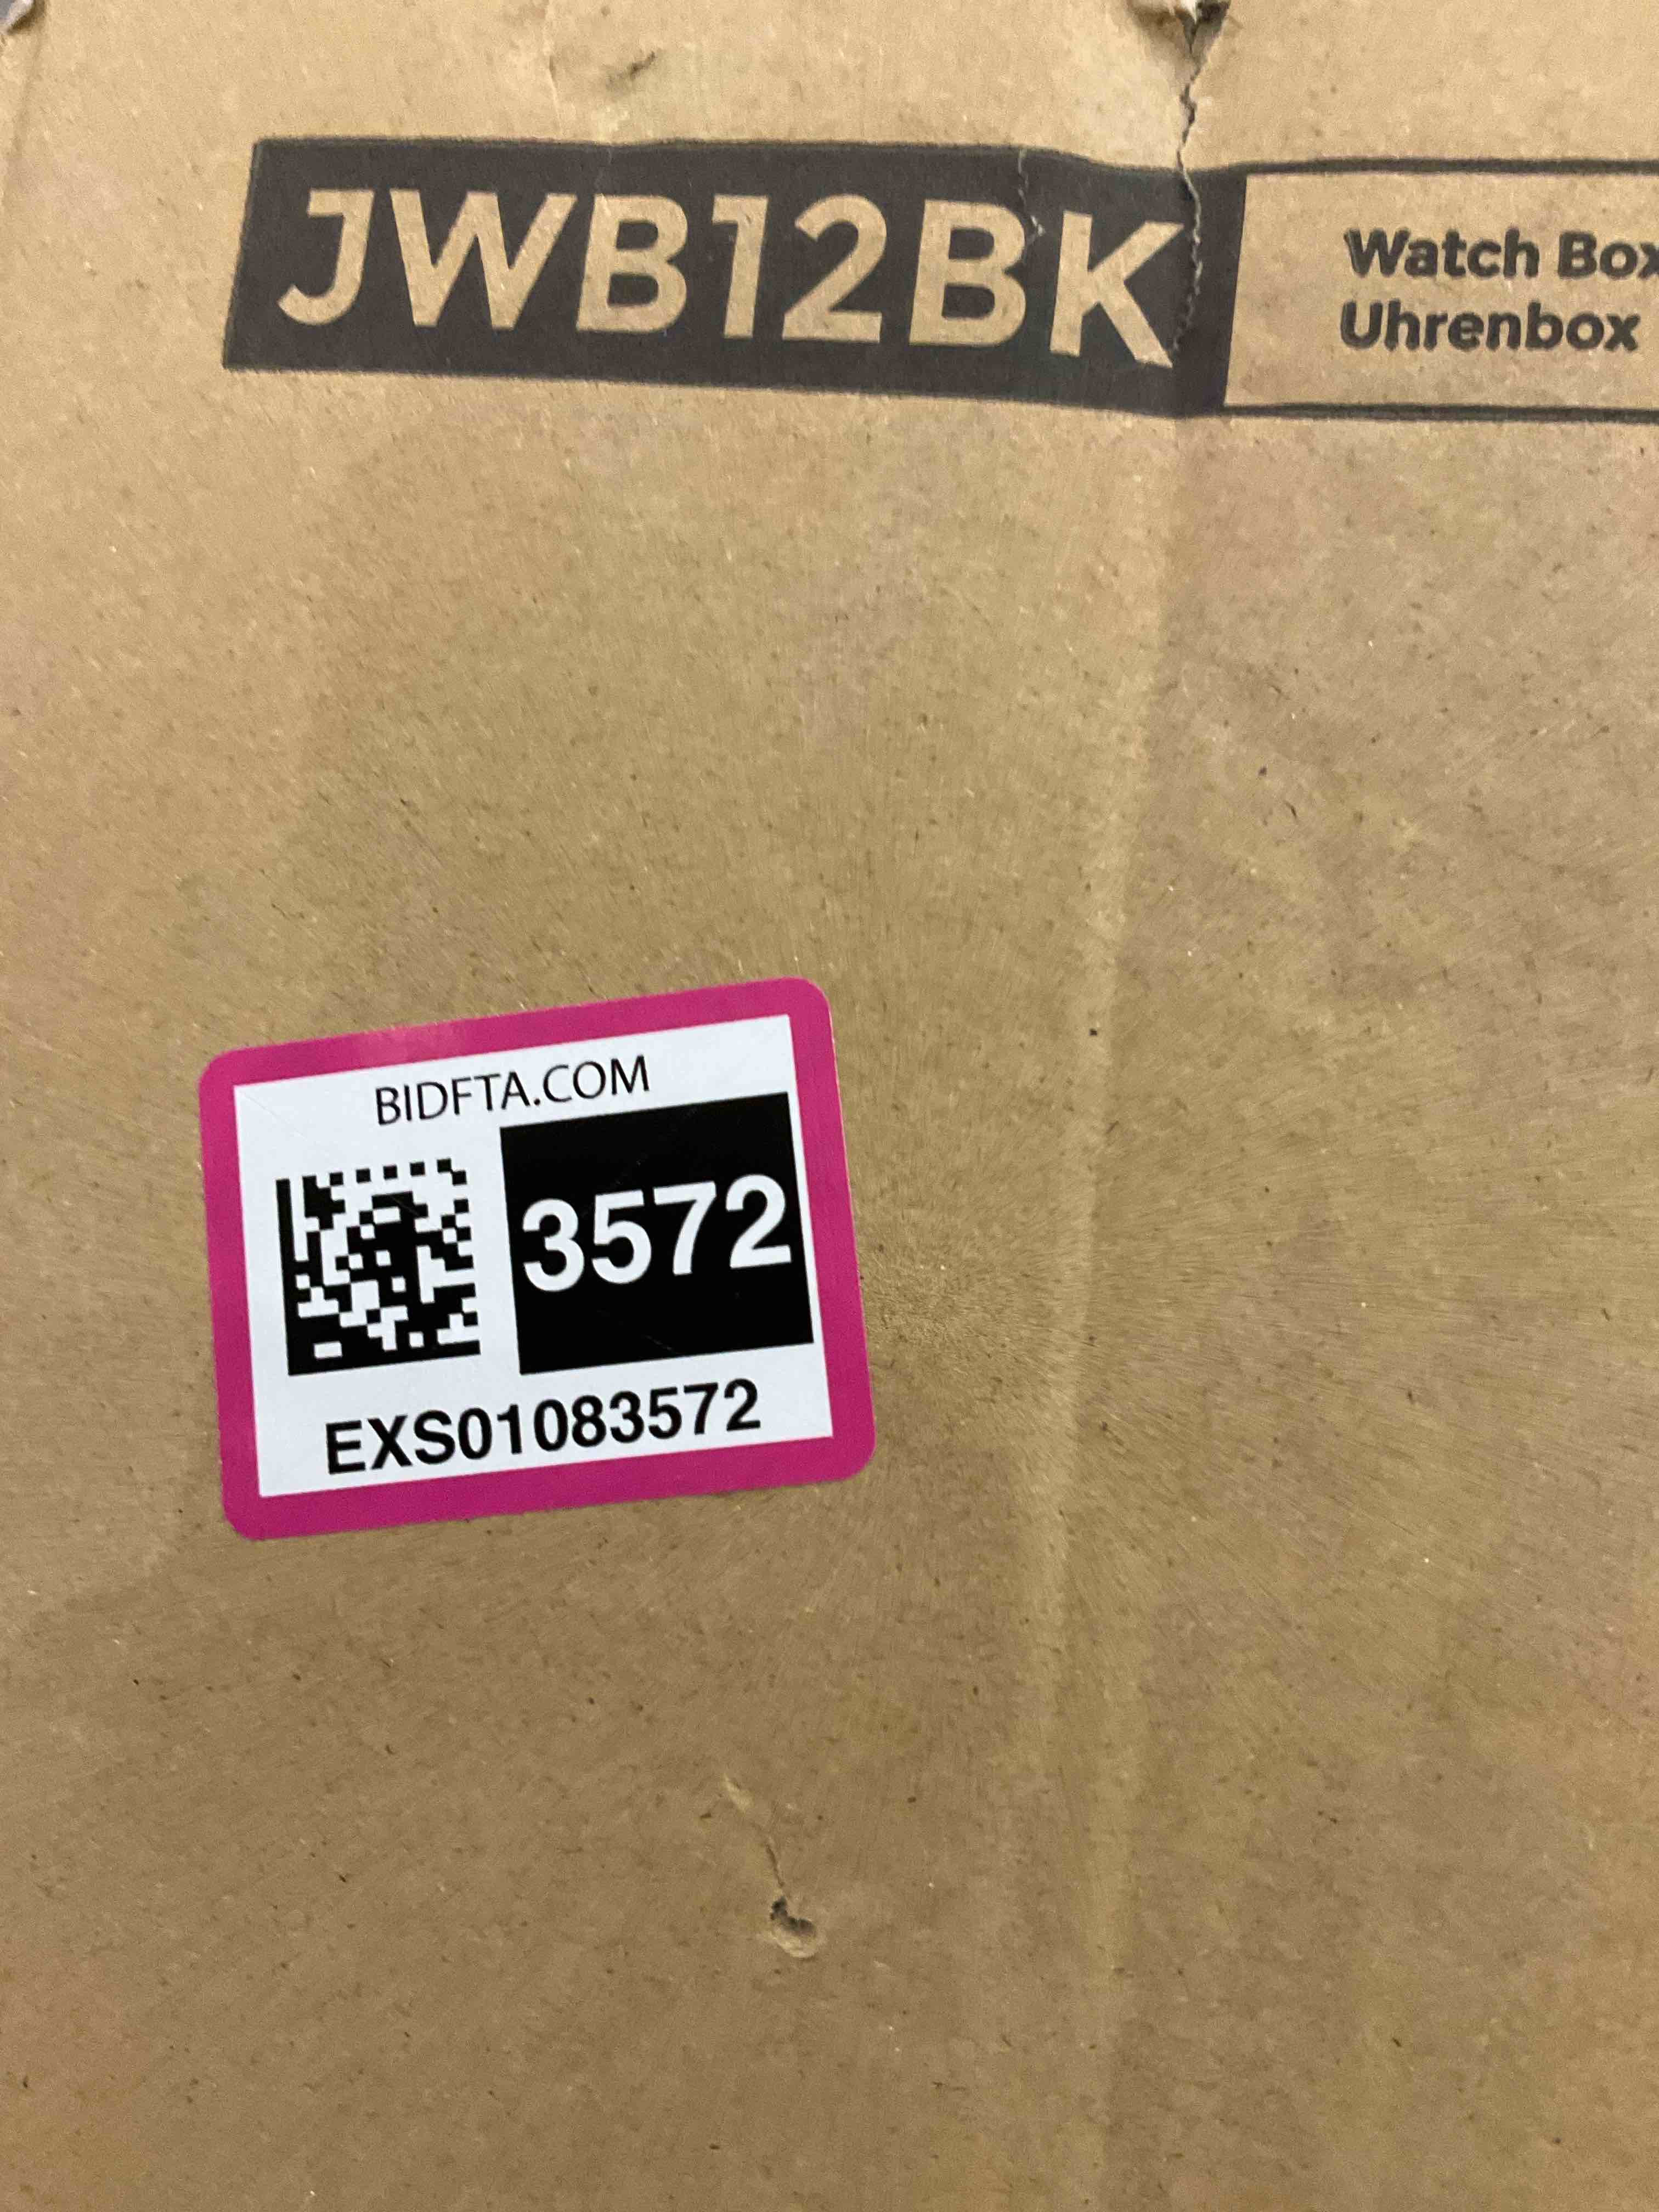 JWB12BK
Watch Box
Uhrenbox
BIDFTA.COM
3572
EXS01083572